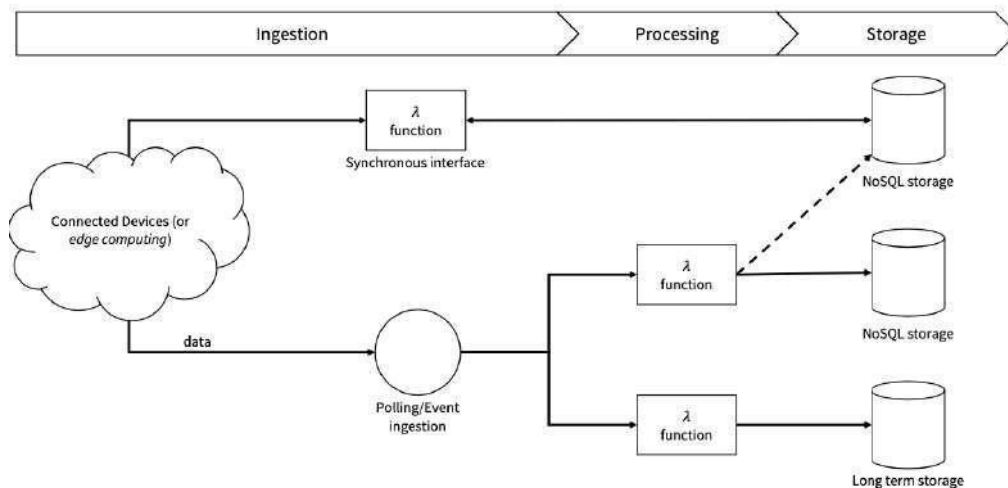 Ingestion
Processing
Storage
λ
function
Synchronous interface
NoSQL storage
Connected Devices (or
edge computing)
λ
function
NoSQL storage
data
Polling/Event
ingestion
λ
function
Long term storage